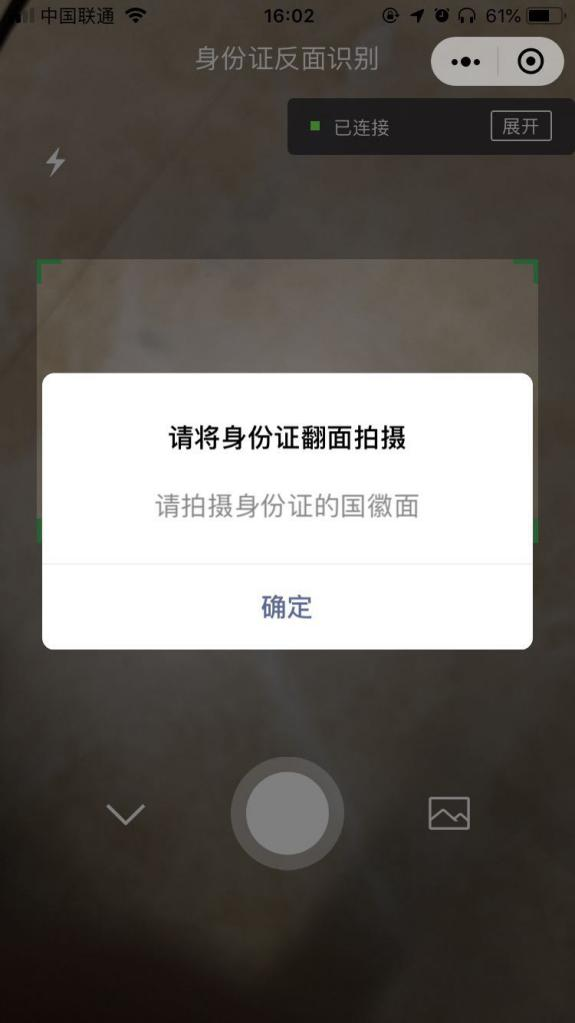 中国联通
16:02
61%
身份证反面识别
已连接
展开
请将身份证翻面拍摄
请拍摄身份证的国徽面
确定